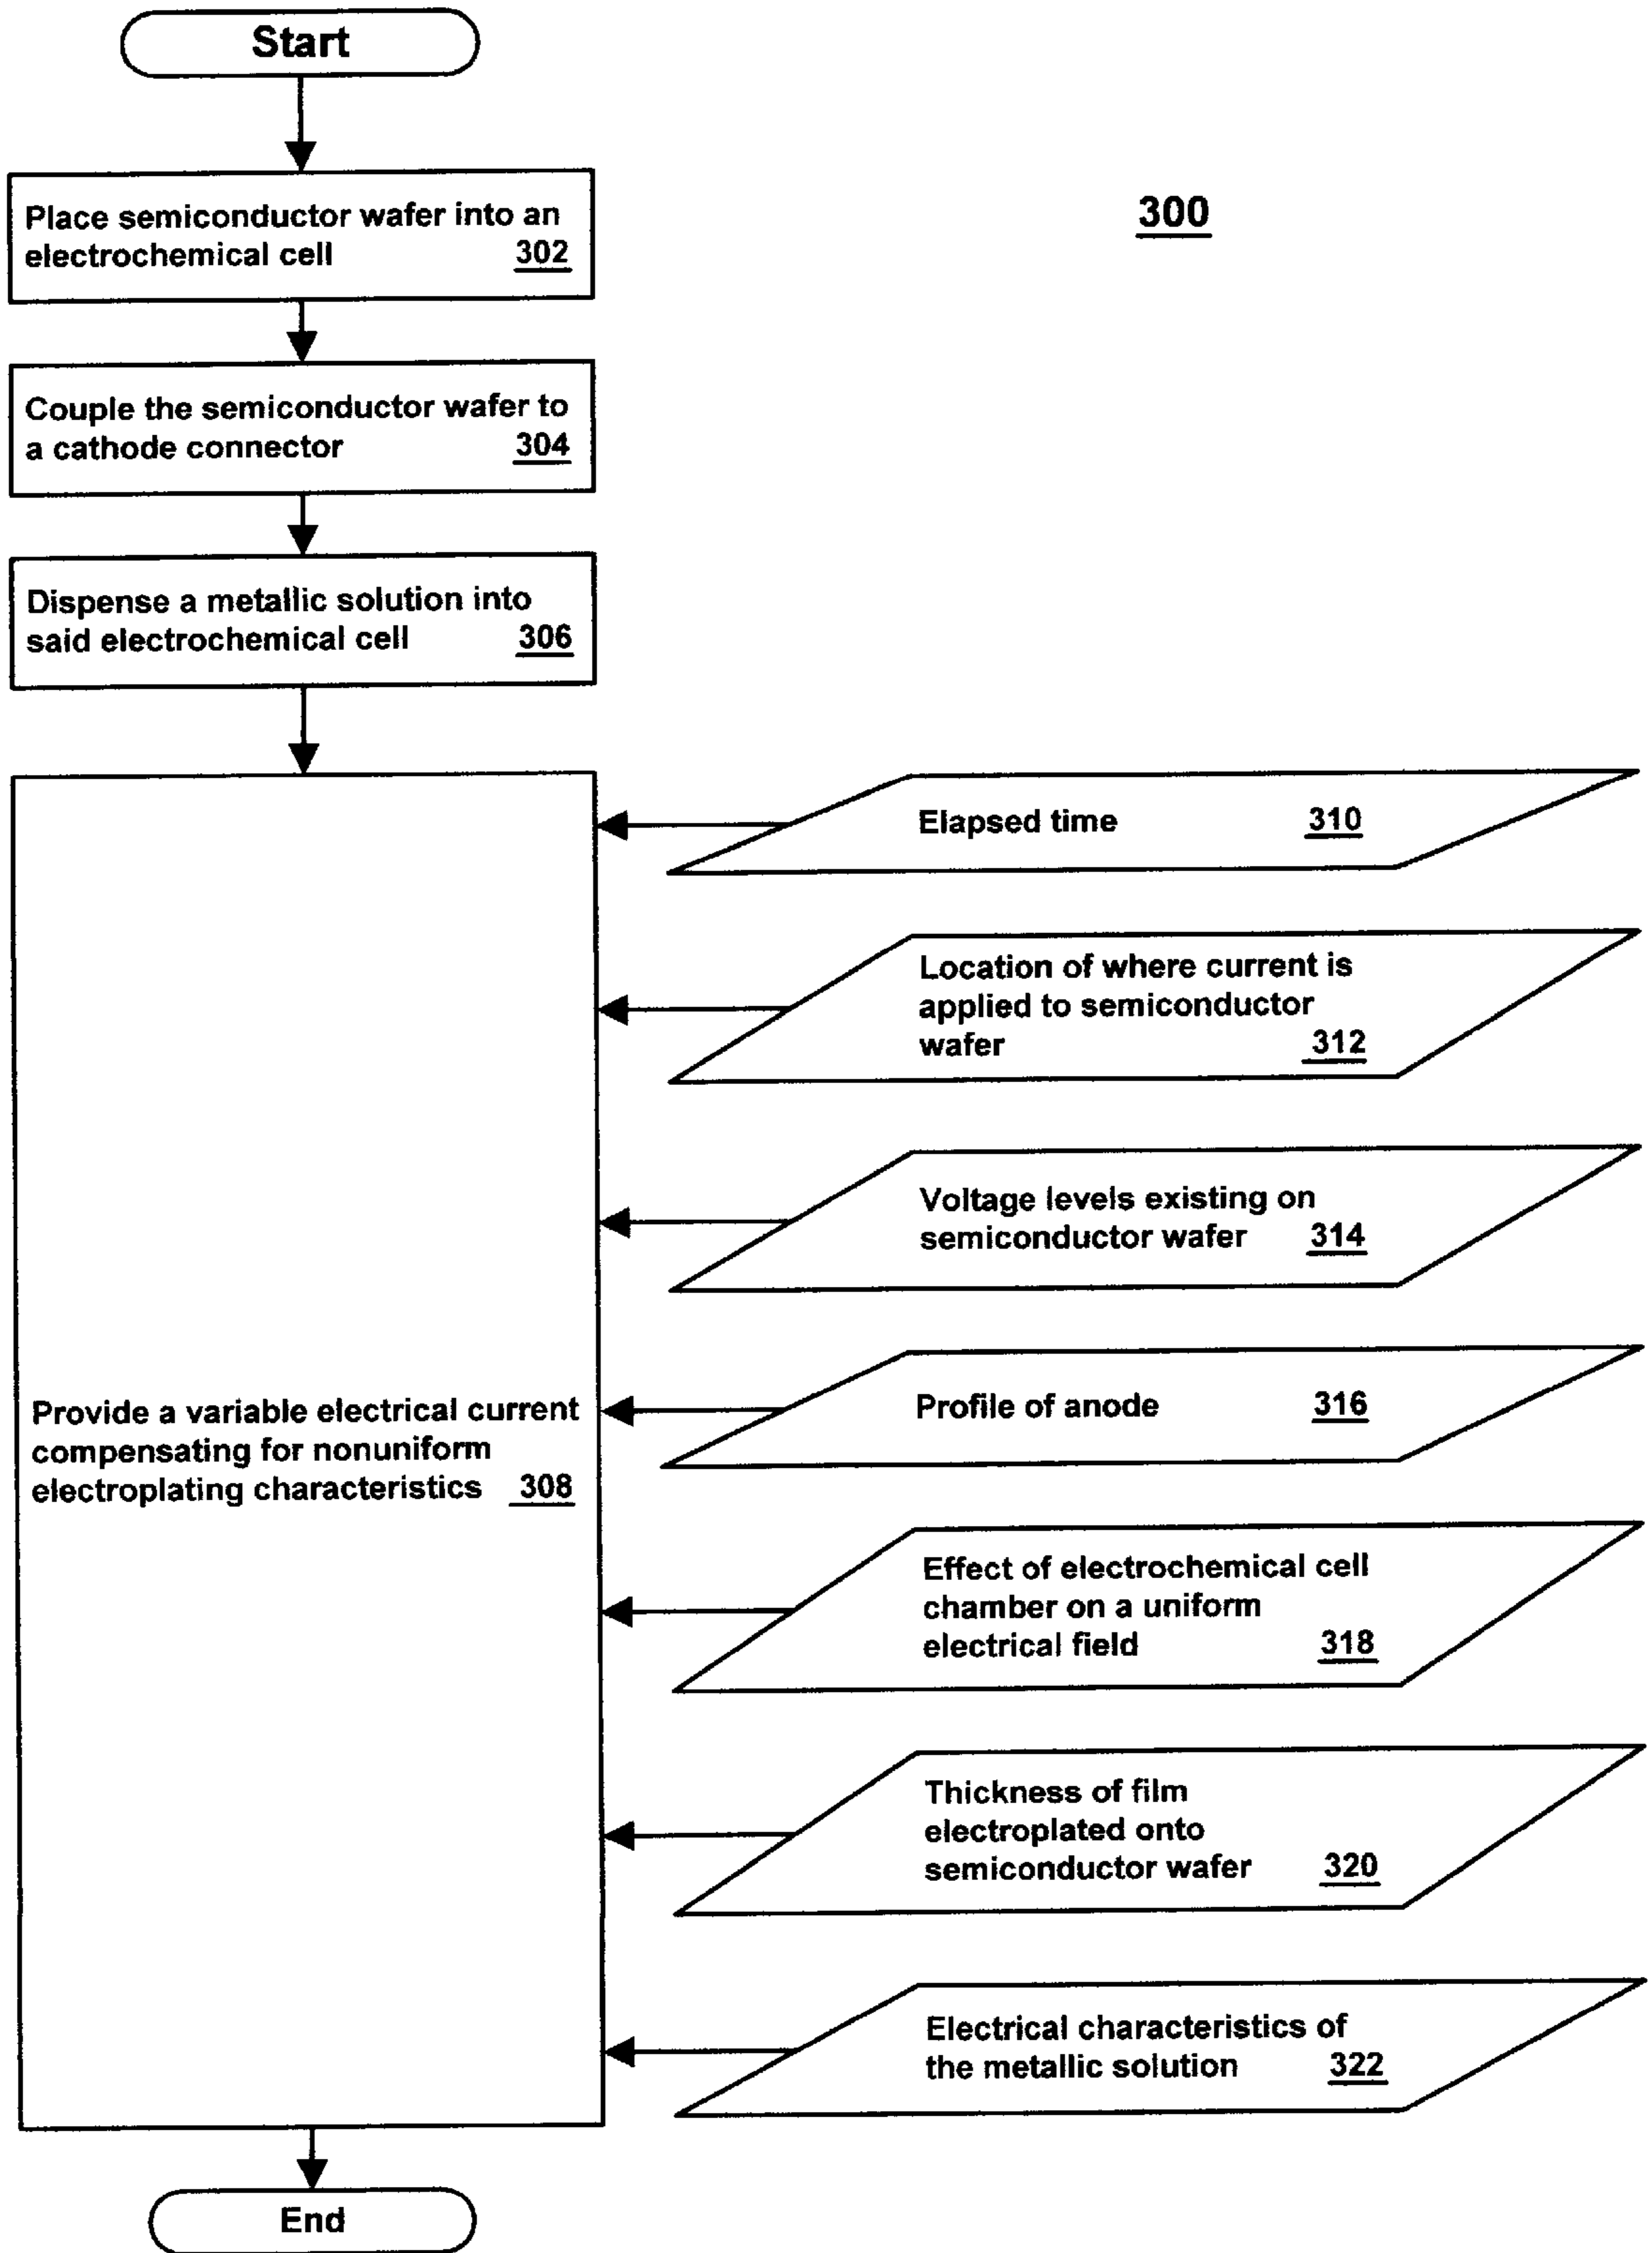 Start
300
Place semiconductor wafer into an
electrochemical cell 302
Couple the semiconductor wafer to
a cathode connector 304
Dispense a metallic solution into
said electrochemical cell 306
Provide a variable electrical current
compensating for nonuniform
electroplating characteristics 308
Elapsed time 310
Location of where current is
applied to semiconductor
wafer 312
Voltage levels existing on
semiconductor wafer 314
Profile of anode 316
Effect of electrochemical cell
chamber on a uniform
electrical field 318
Thickness of film
electroplated onto
semiconductor wafer 320
Electrical characteristics of
the metallic solution 322
End